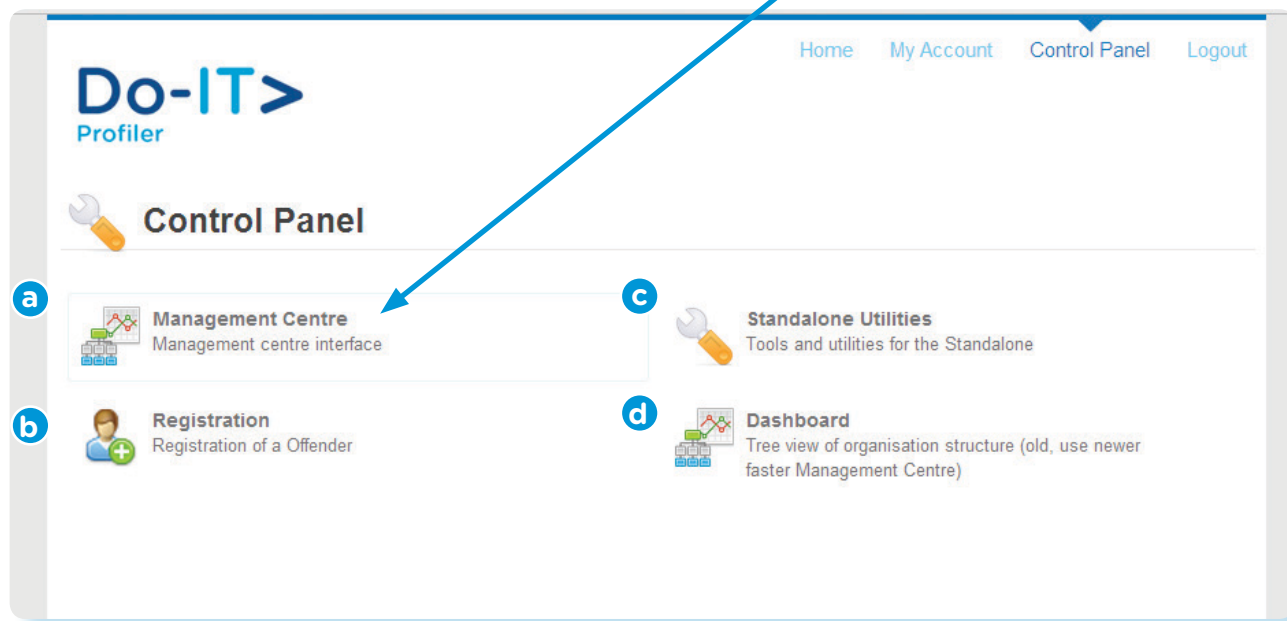 Home My Account Control Panel Logout
Do-IT>
Profiler
Control Panel
a
Management Centre
Management centre interface
b
Registration
Registration of a Offender
c
Standalone Utilities
Tools and utilities for the Standalone
d
Dashboard
Tree view of organisation structure (old, use newer
faster Management Centre)